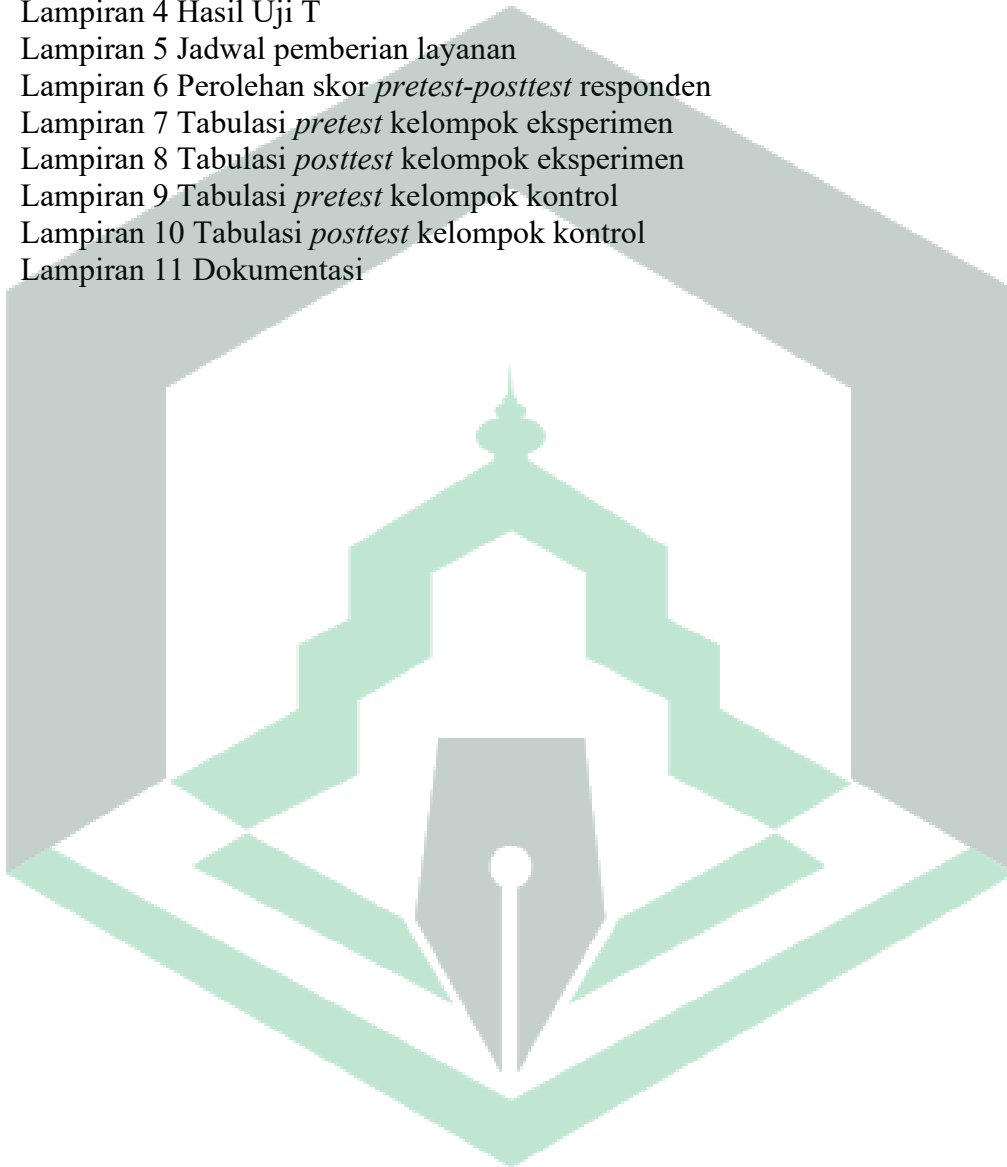 Lampiran 4 Hasil Uji T
Lampiran 5 Jadwal pemberian layanan
Lampiran 6 Perolehan skor pretest-posttest responden
Lampiran 7 Tabulasi pretest kelompok eksperimen
Lampiran 8 Tabulasi posttest kelompok eksperimen
Lampiran 9 Tabulasi pretest kelompok kontrol
Lampiran 10 Tabulasi posttest kelompok kontrol
Lampiran 11 Dokumentasi